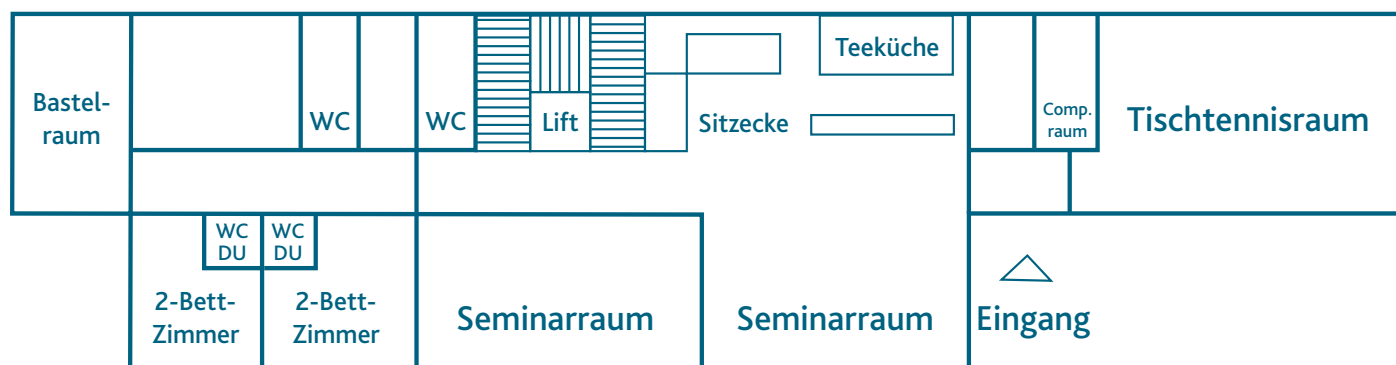 Teeküche
Bastel-
raum
WC
WC
Lift
Sitzecke
Comp.
raum
Tischtennisraum
WC
DU
WC
DU
2-Bett-
Zimmer
2-Bett-
Zimmer
Seminarraum
Seminarraum
Eingang